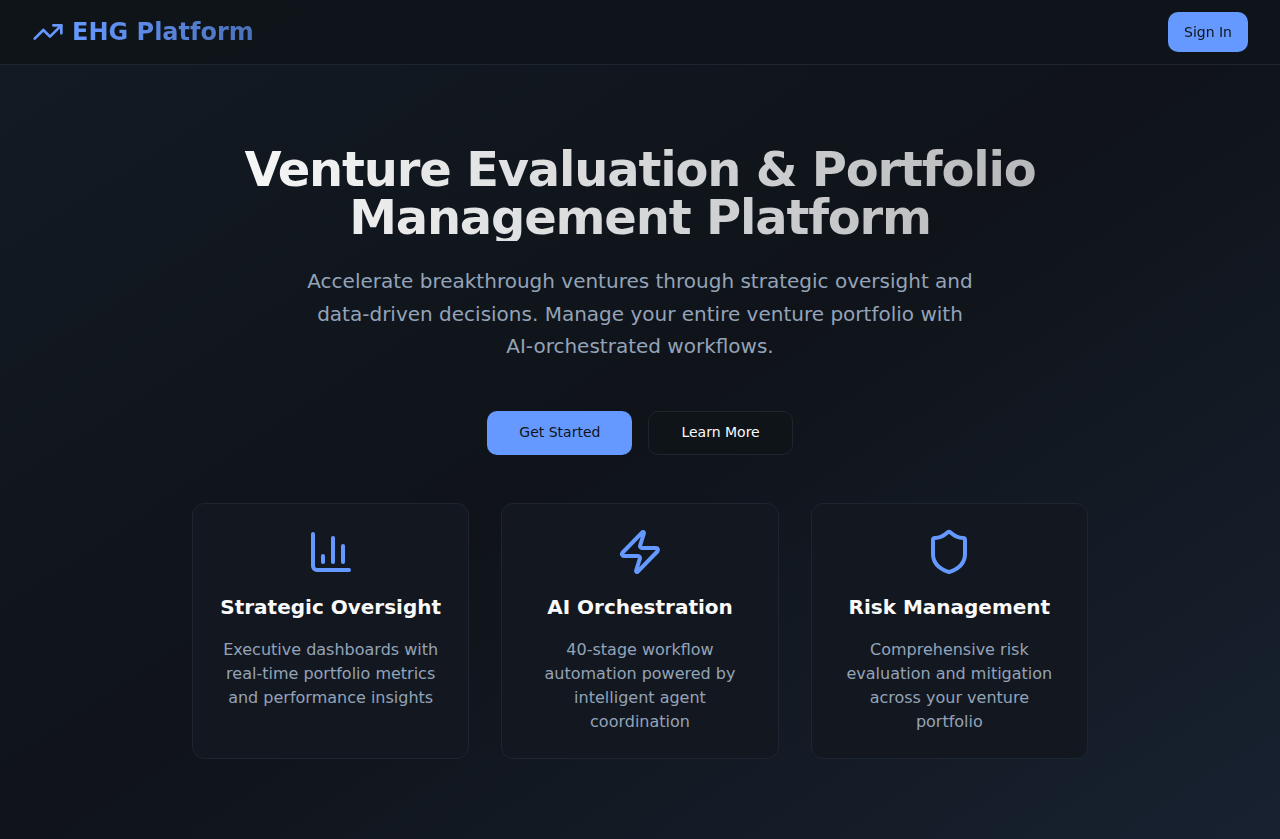 EHG Platform
Sign In
Venture Evaluation & Portfolio
Management Platform
Accelerate breakthrough ventures through strategic oversight and
data-driven decisions. Manage your entire venture portfolio with
AI-orchestrated workflows.
Get Started
Learn More
Strategic Oversight
Executive dashboards with
real-time portfolio metrics
and performance insights
AI Orchestration
40-stage workflow
automation powered by
intelligent agent
coordination
Risk Management
Comprehensive risk
evaluation and mitigation
across your venture
portfolio